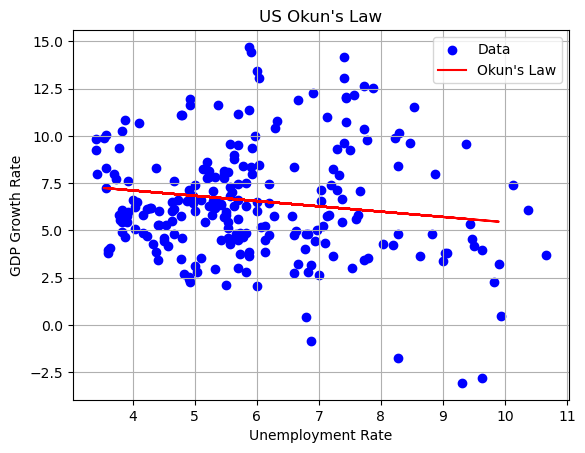 US Okun's Law
Data
Okun's Law
15.0
12.5
10.0
7.5
5.0
2.5
0.0
−2.5
GDP Growth Rate
4 5 6 7 8 9 10 11
Unemployment Rate